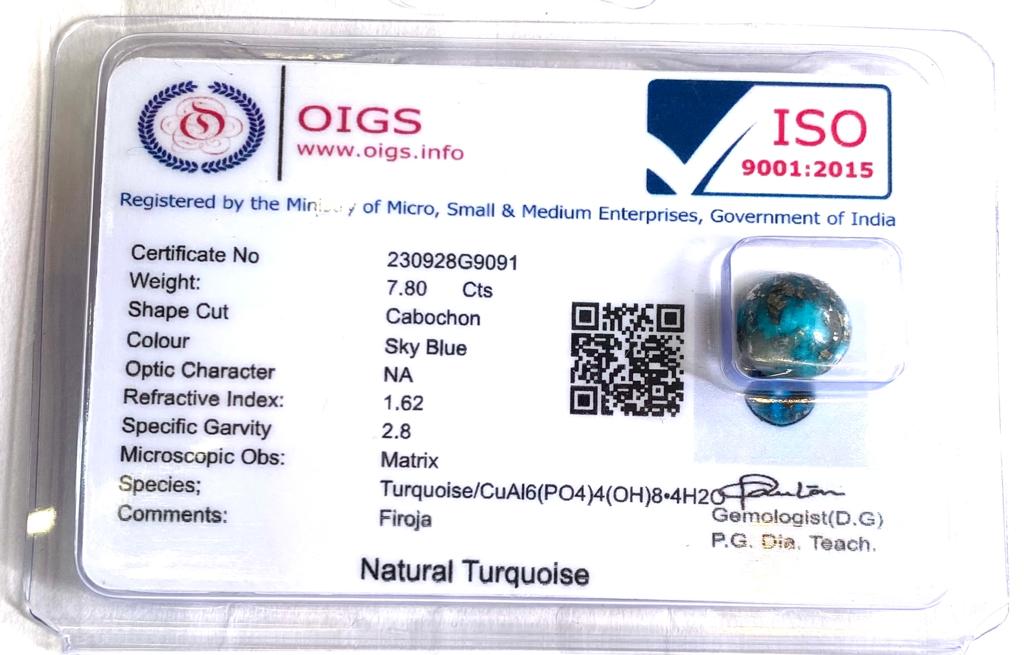 OIGS
www.oigs.info
ISO
9001:2015
Registered by the of Micro, Small & Medium Enterprises, Government of India
Certificate No 230928G9091
Weight: 7.80 Cts
Shape Cut Cabochon
Colour Sky Blue
Optic Character NA
Refractive Index: 1.62
Specific Garvity 2.8
Microscopic Obs: Matrix
Species; Turquoise/CuAl6(PO4)4(OH)8•4H2O
Comments: Firoja
Gemologist(D.G)
P.G. Dia. Teach.
Natural Turquoise